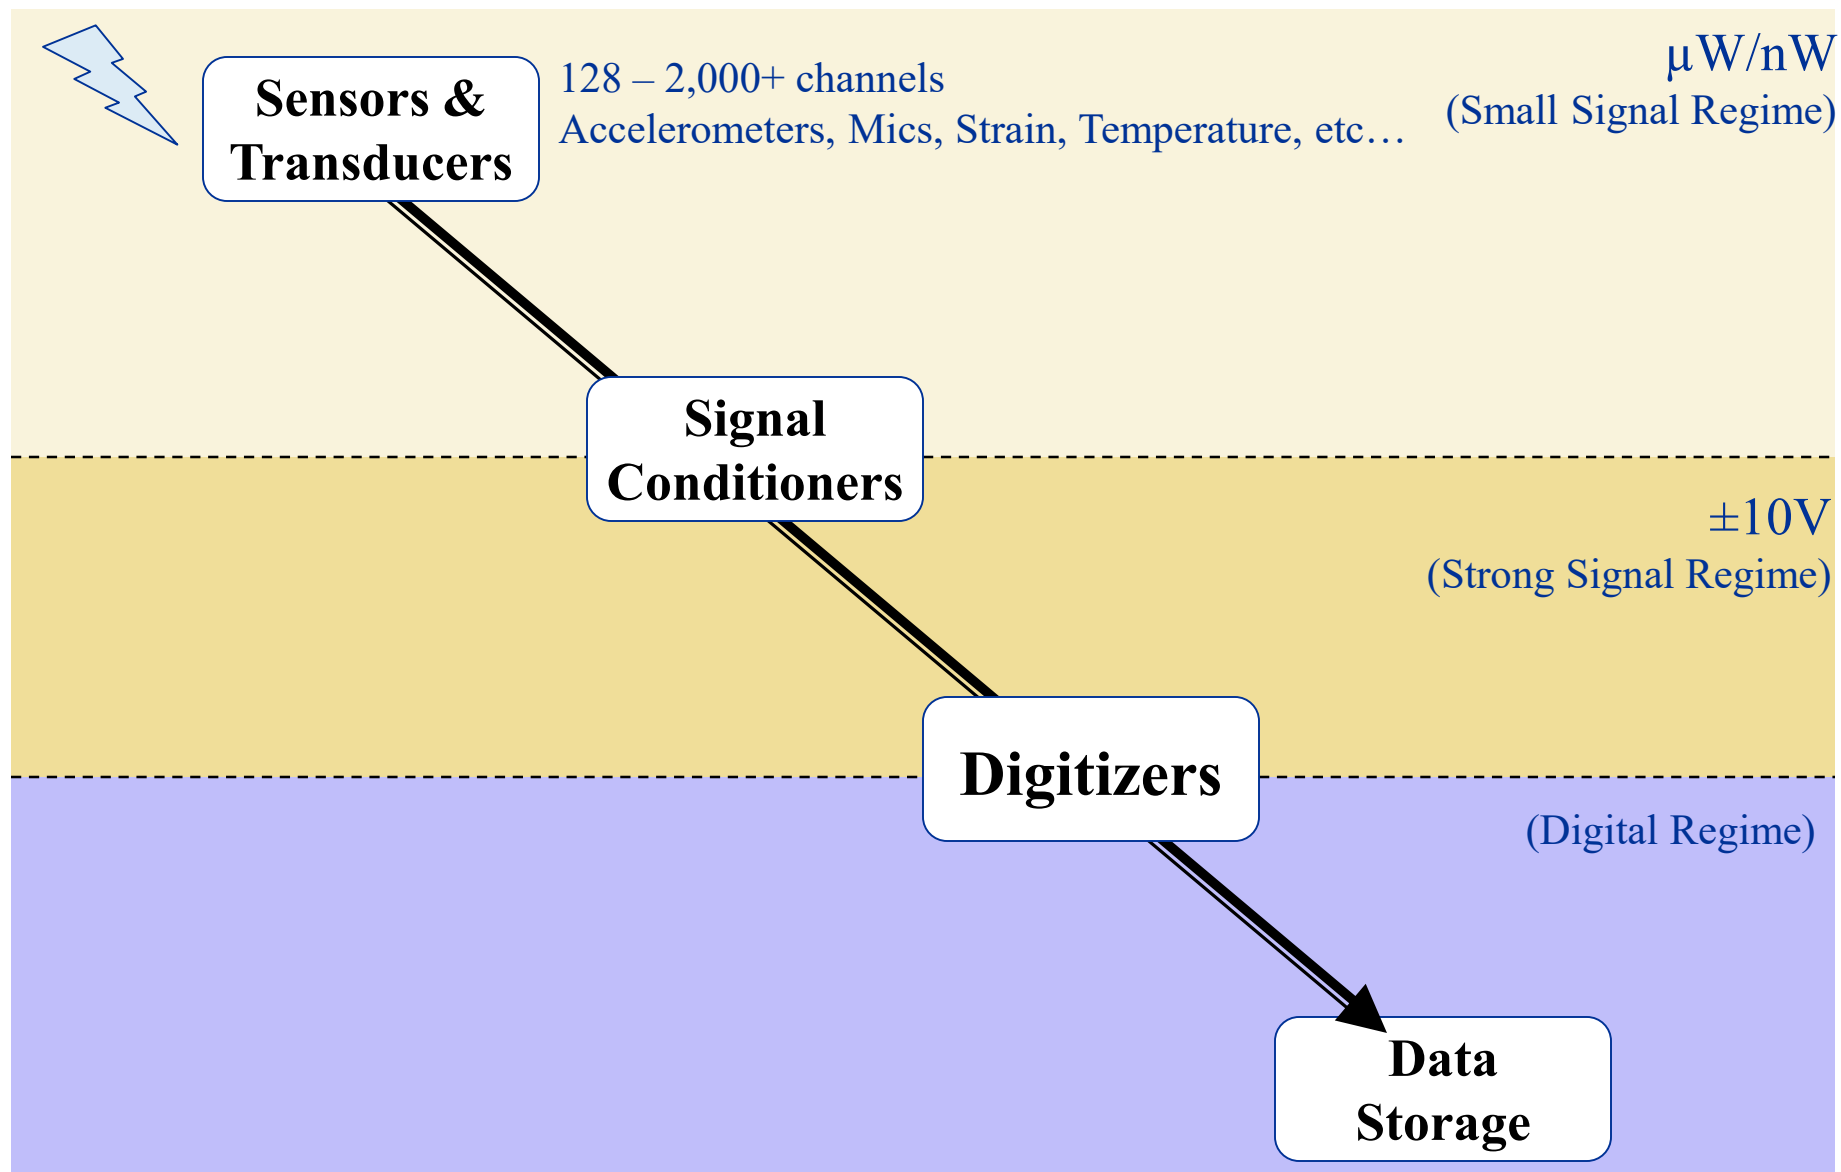 Sensors &
Transducers
128 – 2,000+ channels
Accelerometers, Mics, Strain, Temperature, etc…
µW/nW
(Small Signal Regime)
Signal
Conditioners
±10V
(Strong Signal Regime)
Digitizers
(Digital Regime)
Data
Storage